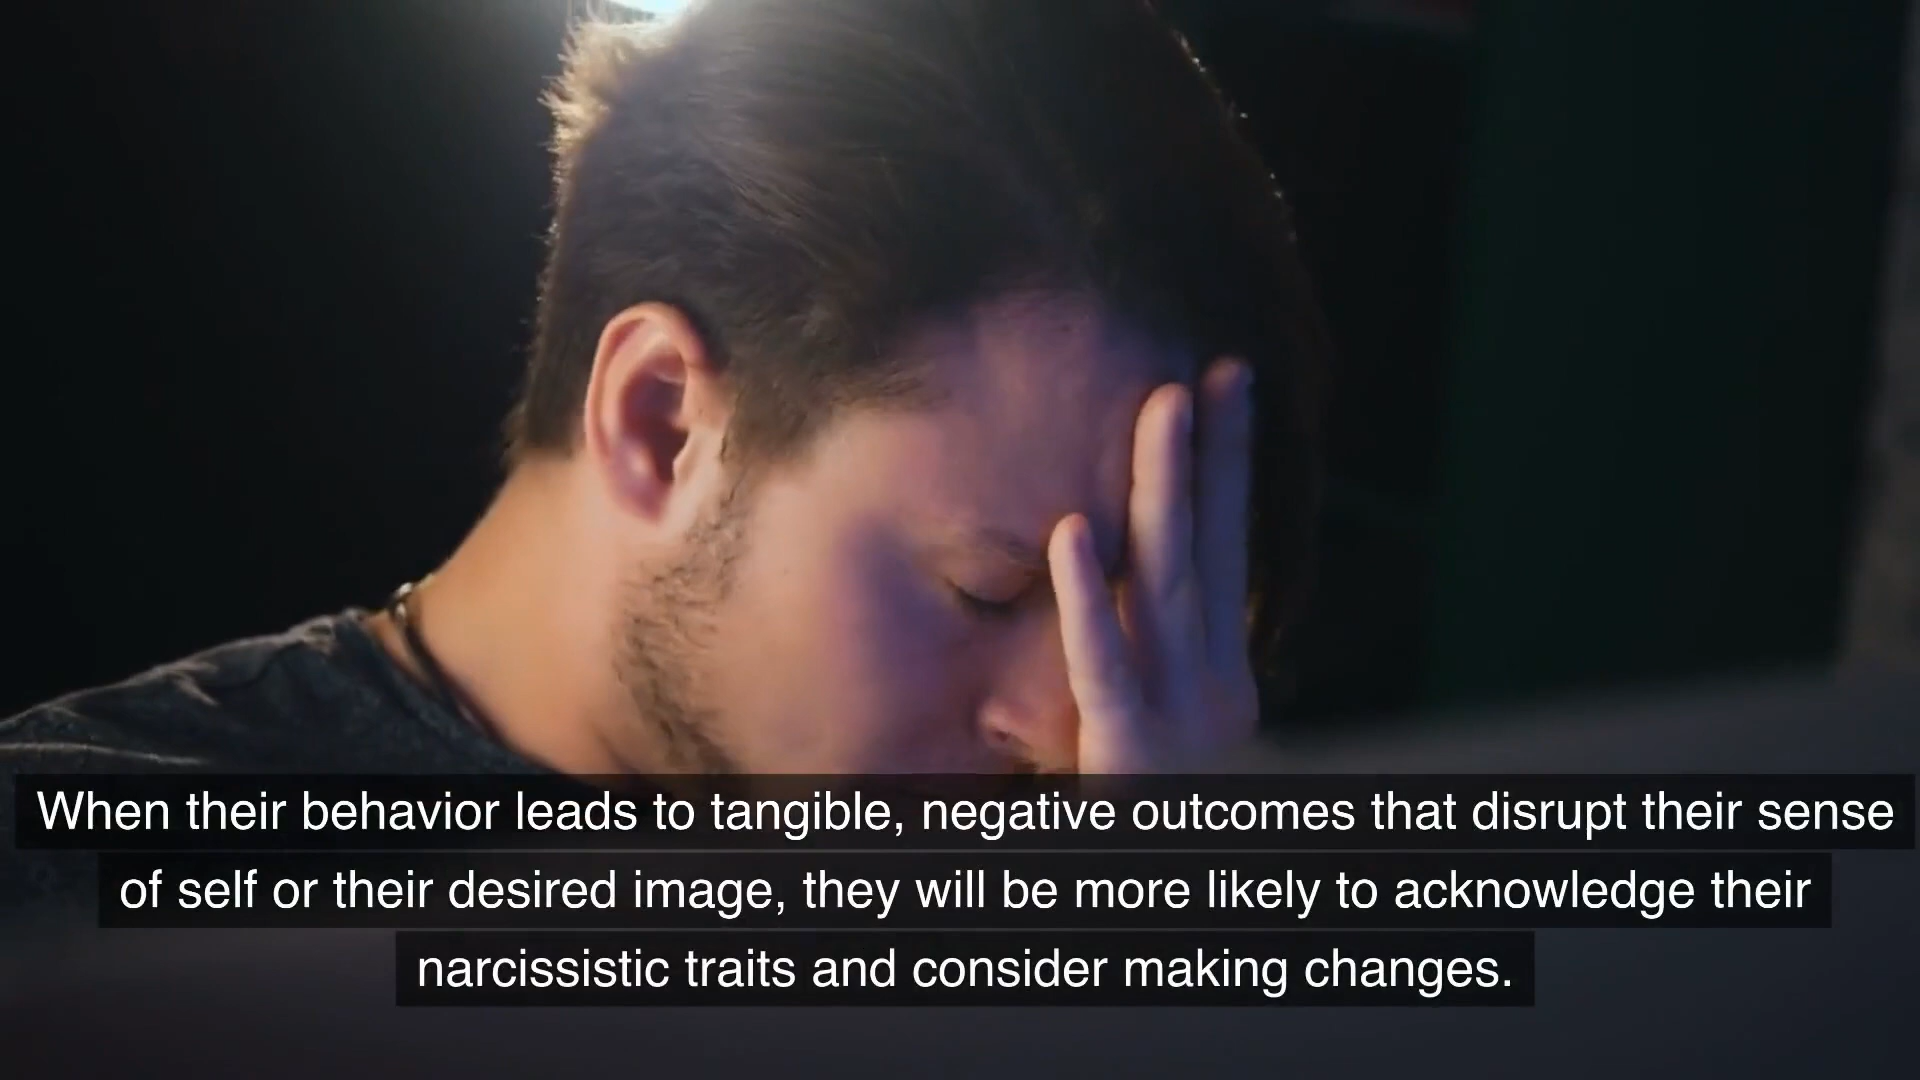 When their behavior leads to tangible, negative outcomes that disrupt their sense
of self or their desired image, they will be more likely to acknowledge their
narcissistic traits and consider making changes.